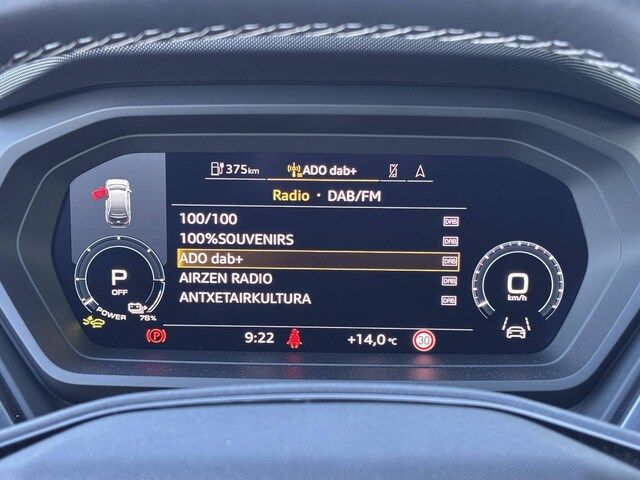 375km ADO dab+
Radio · DAB/FM
100/100 DAB
100%SOUVENIRS DAB
ADO dab+ DAB
AIRZEN RADIO DAB
ANTXETAIRKULTURA DAB
P
OFF
POWER
76%
0
km/h
(P) 9:22 +14,0°C 30